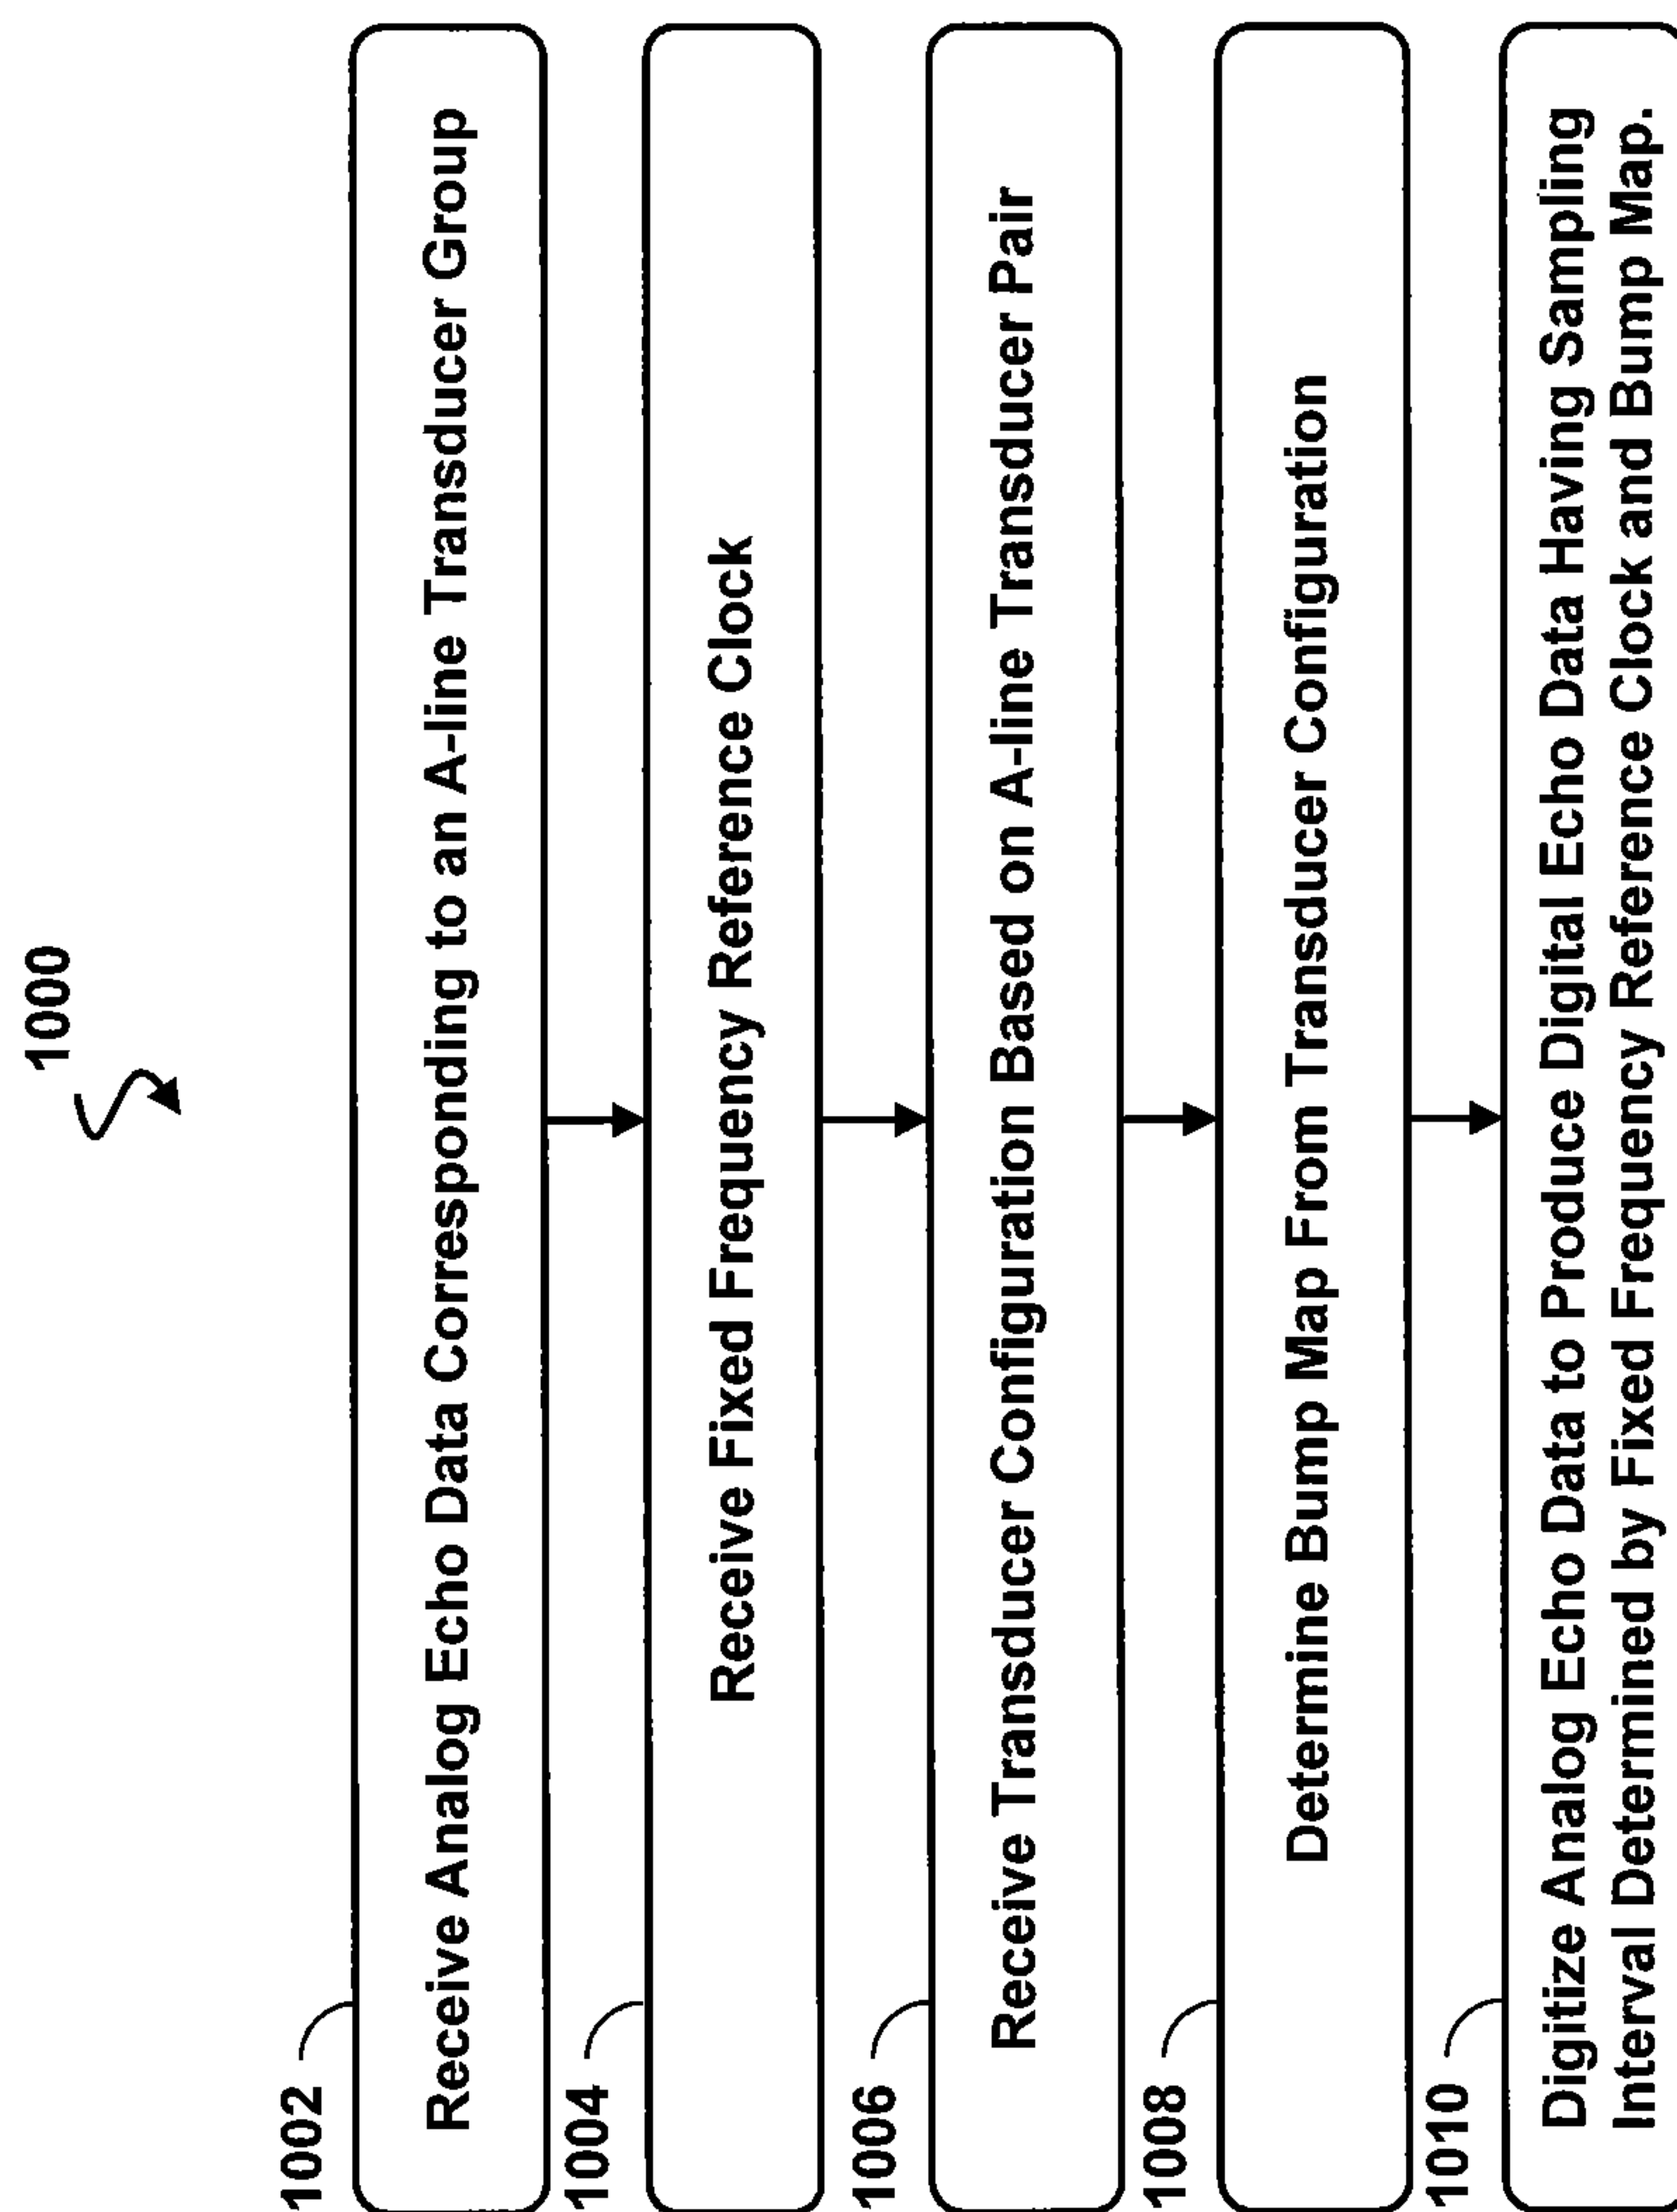 1000
1002
Receive Analog Echo Data Corresponding to an A-line Transducer Group
1004
Receive Fixed Frequency Reference Clock
1006
Receive Transducer Configuration Based on A-line Transducer Pair
1008
Determine Bump Map From Transducer Configuration
1010
Digitize Analog Echo Data to Produce Digital Echo Data Having Sampling
Interval Determined by Fixed Frequency Reference Clock and Bump Map.